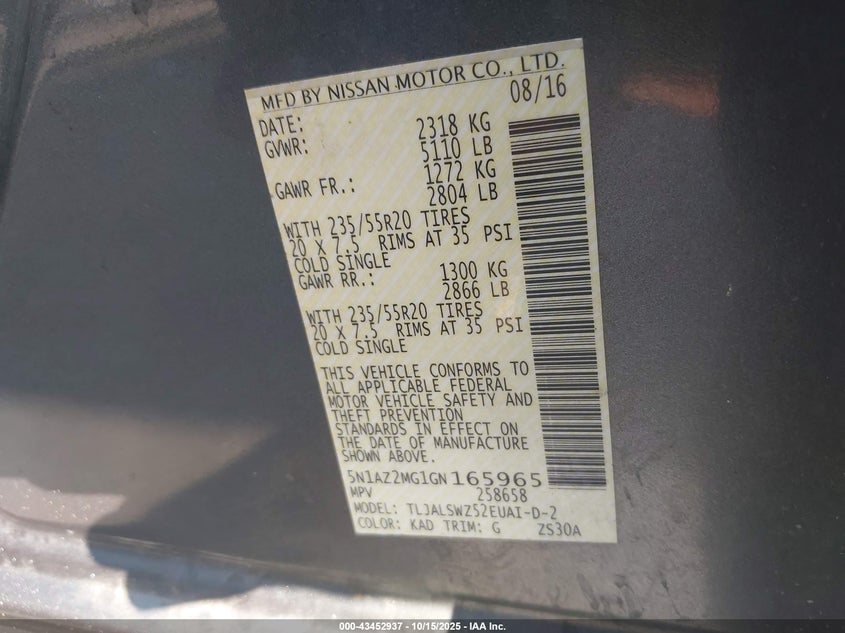 MFD BY NISSAN MOTOR CO., LTD.
DATE: 08/16
GVWR: 2318 KG
5110 LB
GAWR FR.: 1272 KG
2804 LB
WITH 235/55R20 TIRES
20 X 7.5 RIMS AT 35 PSI
COLD SINGLE
GAWR RR.: 1300 KG
2866 LB
WITH 235/55R20 TIRES
20 X 7.5 RIMS AT 35 PSI
COLD SINGLE
THIS VEHICLE CONFORMS TO
ALL APPLICABLE FEDERAL
MOTOR VEHICLE SAFETY AND
THEFT PREVENTION
STANDARDS IN EFFECT ON
THE DATE OF MANUFACTURE
SHOWN ABOVE.
5N1AZ2MG1GN165965
MPV 258658
MODEL: TLJALSWZ52EUAI-D-2
COLOR: KAD TRIM: G ZS30A
000-43452937 - 10/15/2025 - IAA Inc.